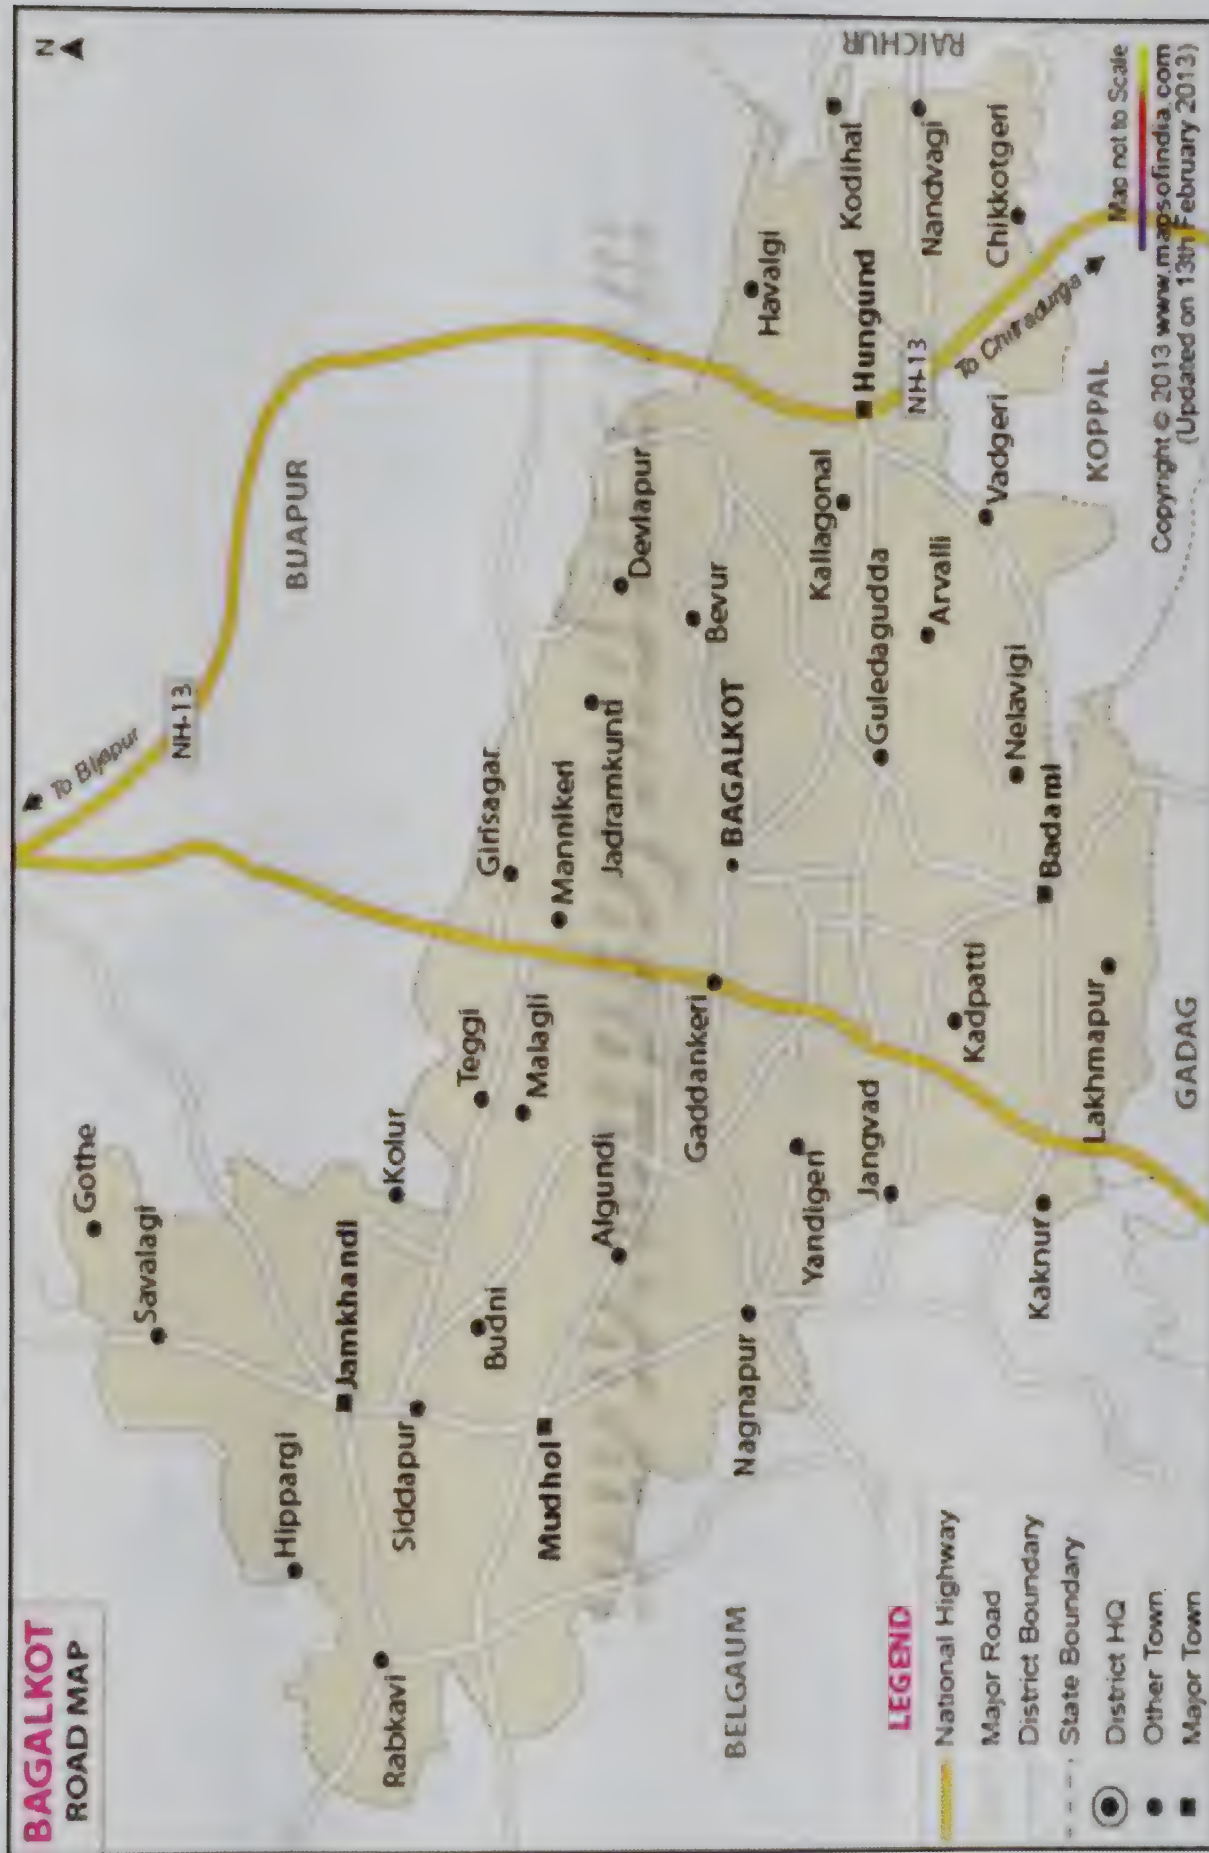 BAGALKOT
ROAD MAP
N
To Bijapur
NH-13
BIJAPUR
RAICHUR
Gothe
Savalagi
Hippargi
Jamkhandi
Kolur
Rabkavi
Siddapur
Teggi
Girisagar
Budni
Malagli
Mannikeri
Mudhol
Algundi
Jadramkunti
Devlapur
Gaddankeri
BAGALKOT
Bevur
Havalgi
Nagnapur
Yandigeri
Kallagonal
Kodihal
Hungund
Jangvad
Guledagudda
NH-13
Nandvagi
Arvalli
Kadpatti
To Chitradurga
Vadgeri
Chikkotgeri
Nelavigi
Kaknur
Badami
Lakhmapur
KOPPAL
BELGAUM
GADAG
LEGEND
National Highway
Major Road
District Boundary
State Boundary
District HQ
Other Town
Major Town
Map not to Scale
Copyright © 2013 www.mapsofindia.com
(Updated on 13th February 2013)